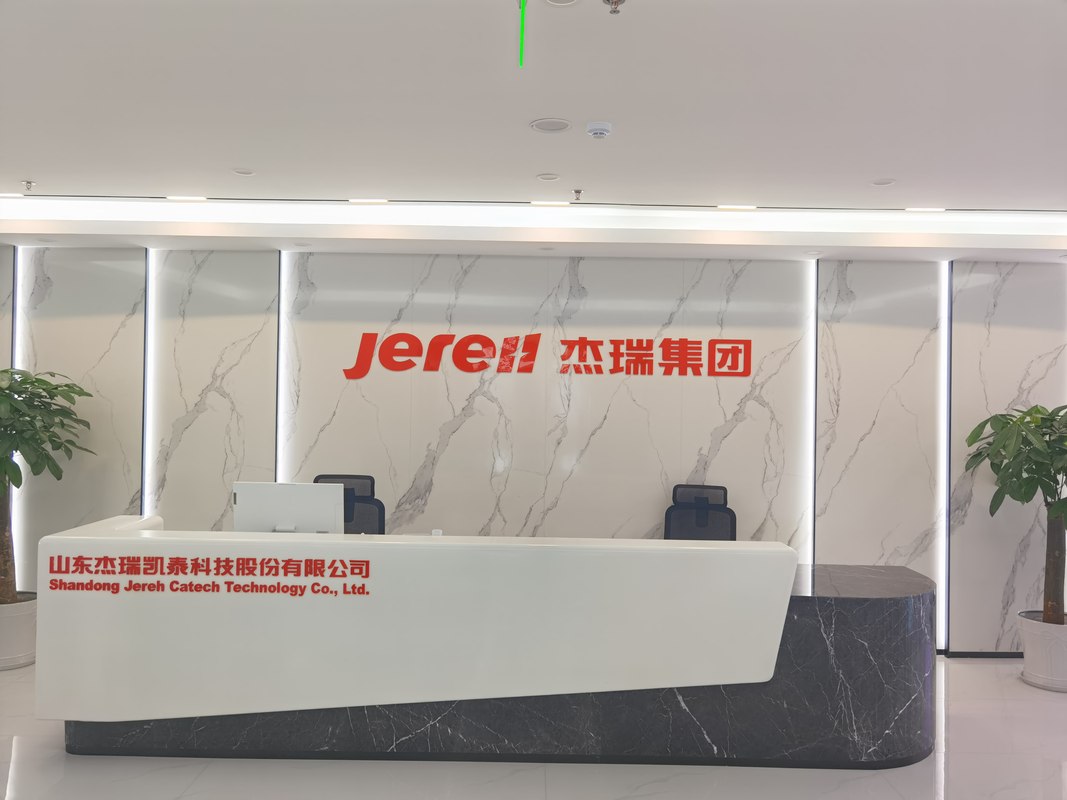 Jereh 杰瑞集团
山东杰瑞凯泰科技股份有限公司
Shandong Jereh Catech Technology Co., Ltd.